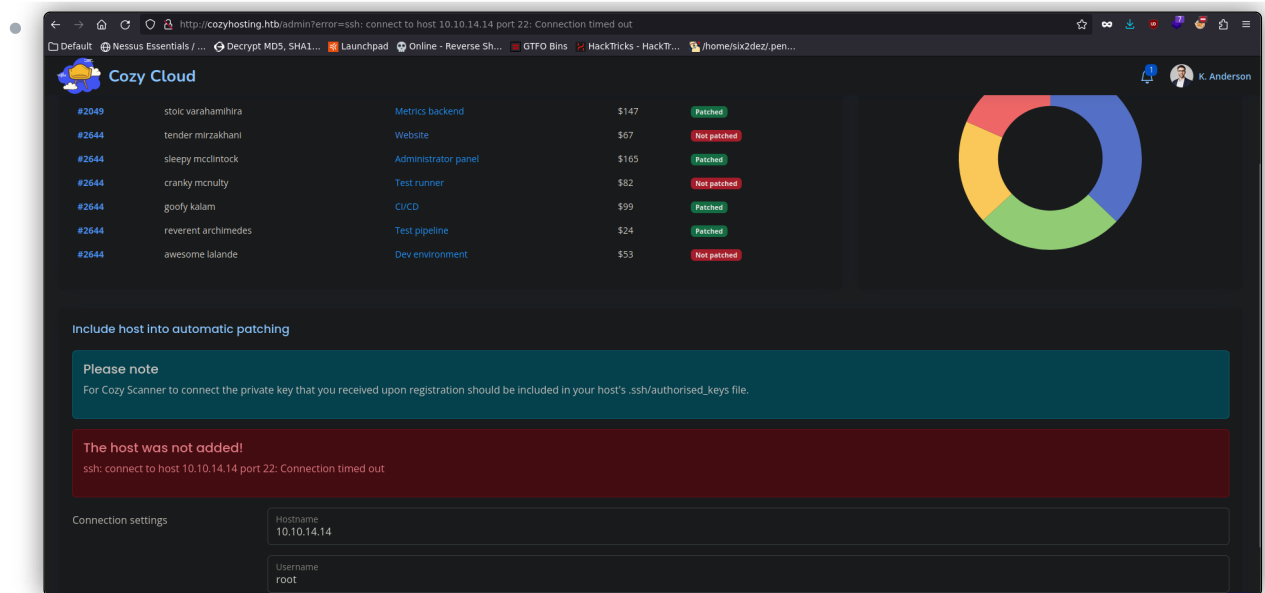 http://cozyhosting.htb/admin?error=ssh: connect to host 10.10.14.14 port 22: Connection timed out
Default Nessus Essentials / ... Decrypt MD5, SHA1... Launchpad Online - Reverse Sh... GTFO Bins HackTricks - HackTr... /home/six2dez/.pen...
Cozy Cloud 1 K. Anderson
#2049 stoic varahamihira Metrics backend $147 Patched
#2644 tender mirzakhani Website $67 Not patched
#2644 sleepy mcclintock Administrator panel $165 Patched
#2644 cranky mcnulty Test runner $82 Not patched
#2644 goofy kalam CI/CD $99 Patched
#2644 reverent archimedes Test pipeline $24 Patched
#2644 awesome lalande Dev environment $53 Not patched
Include host into automatic patching
Please note
For Cozy Scanner to connect the private key that you received upon registration should be included in your host's .ssh/authorised_keys file.
The host was not added!
ssh: connect to host 10.10.14.14 port 22: Connection timed out
Connection settings
Hostname
10.10.14.14
Username
root